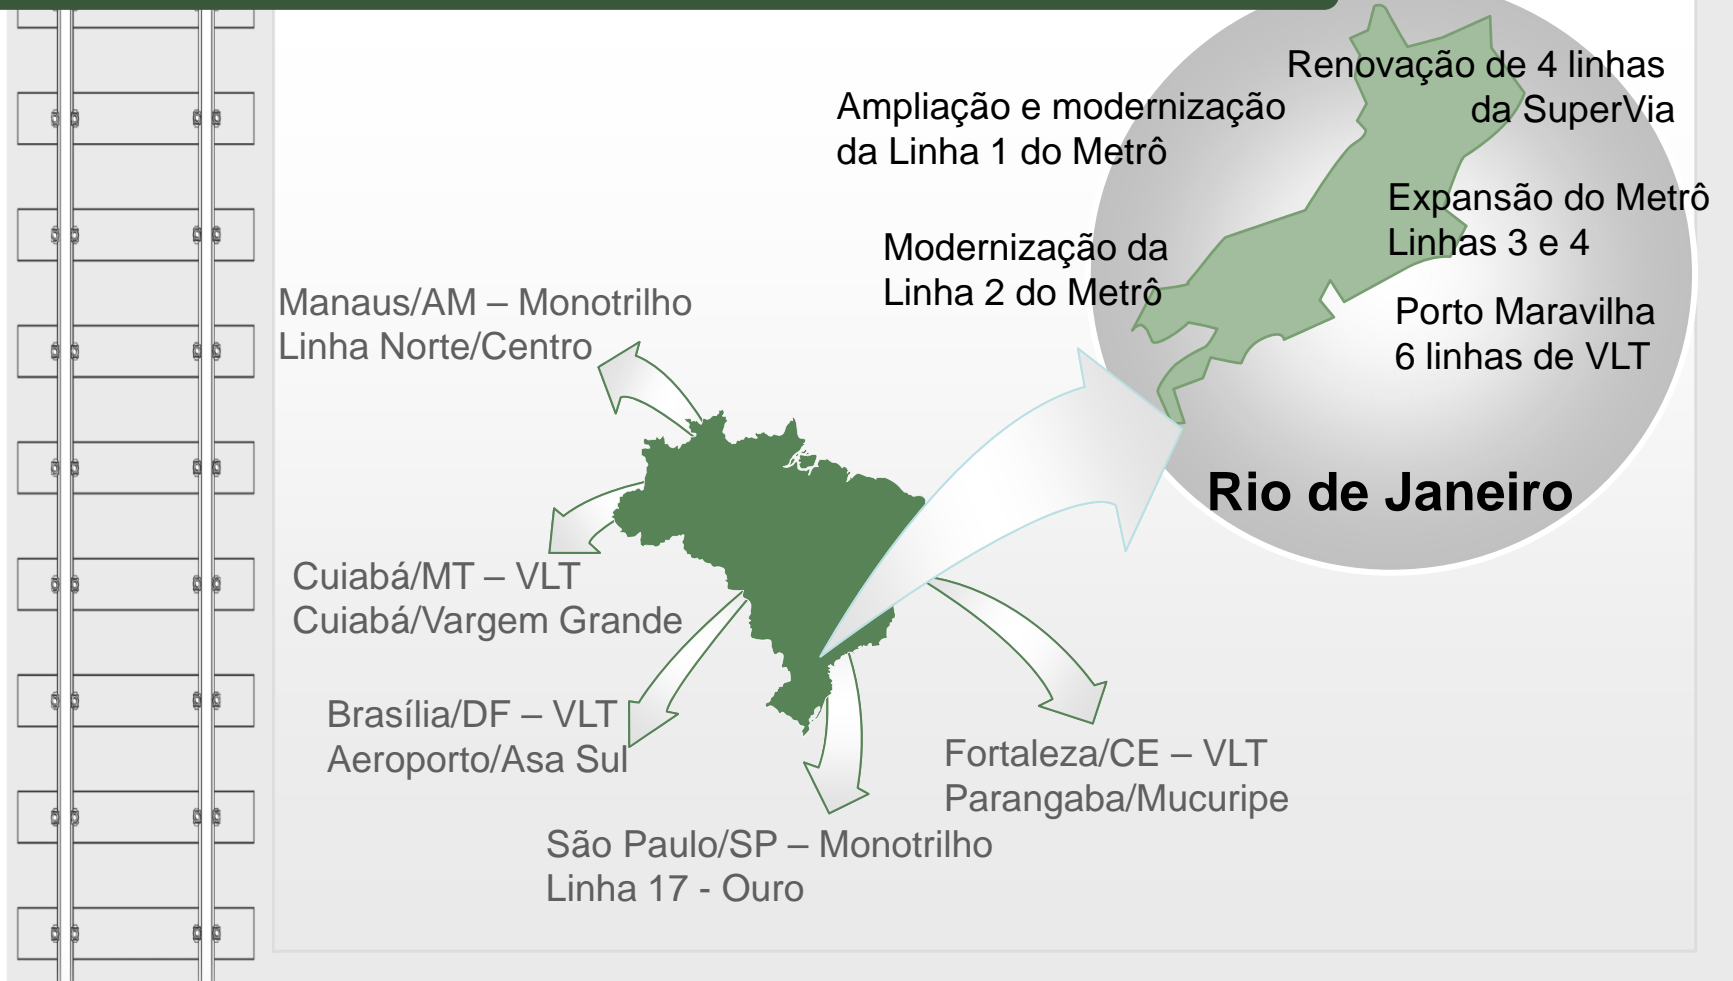 Renovação de 4 linhas
da SuperVia
Ampliação e modernização
da Linha 1 do Metrô
Expansão do Metrô
Linhas 3 e 4
Modernização da
Linha 2 do Metrô
Porto Maravilha
6 linhas de VLT
Rio de Janeiro
Manaus/AM – Monotrilho
Linha Norte/Centro
Cuiabá/MT – VLT
Cuiabá/Vargem Grande
Brasília/DF – VLT
Aeroporto/Asa Sul
Fortaleza/CE – VLT
Parangaba/Mucuripe
São Paulo/SP – Monotrilho
Linha 17 - Ouro